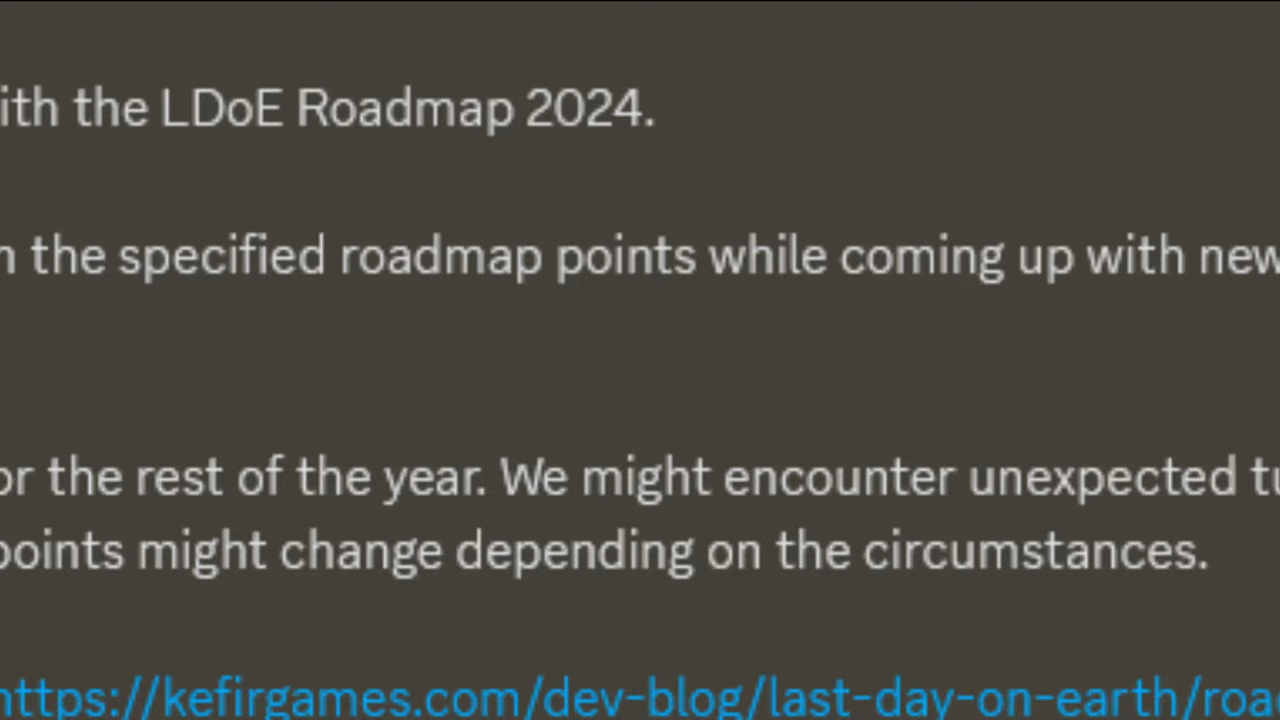 ith the LDoE Roadmap 2024.
n the specified roadmap points while coming up with new
or the rest of the year. We might encounter unexpected tu
points might change depending on the circumstances.
https://kefirgames.com/dev-blog/last-day-on-earth/road